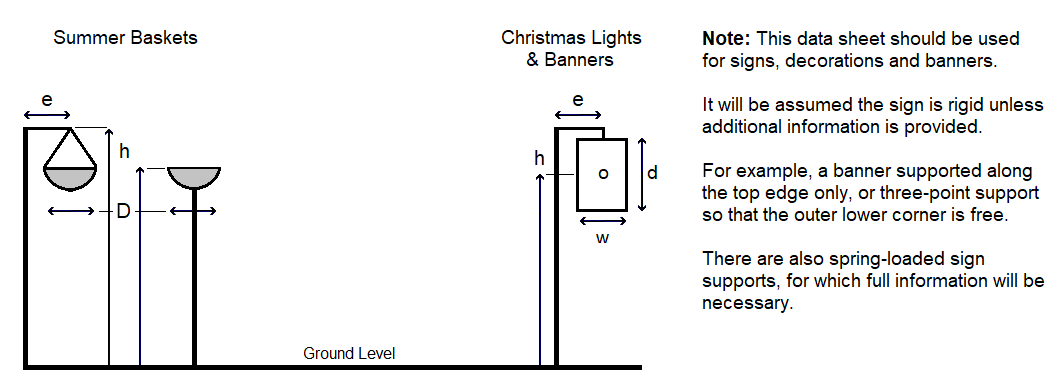 Summer Baskets
Christmas Lights
& Banners
Note: This data sheet should be used
for signs, decorations and banners.
It will be assumed the sign is rigid unless
additional information is provided.
For example, a banner supported along
the top edge only, or three-point support
so that the outer lower corner is free.
There are also spring-loaded sign
supports, for which full information will be
necessary.
e
h
D
e
h
o
d
w
Ground Level